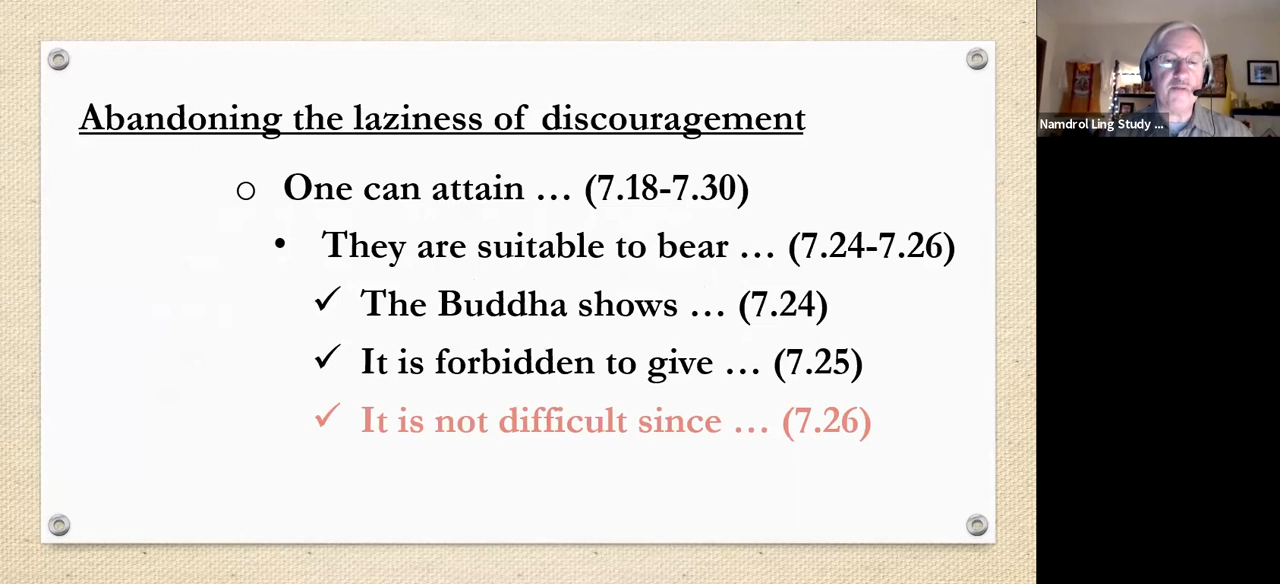 Abandoning the laziness of discouragement
○ One can attain … (7.18-7.30)
• They are suitable to bear … (7.24-7.26)
✓ The Buddha shows … (7.24)
✓ It is forbidden to give … (7.25)
✓ It is not difficult since … (7.26)
Namdrol Ling Study ...